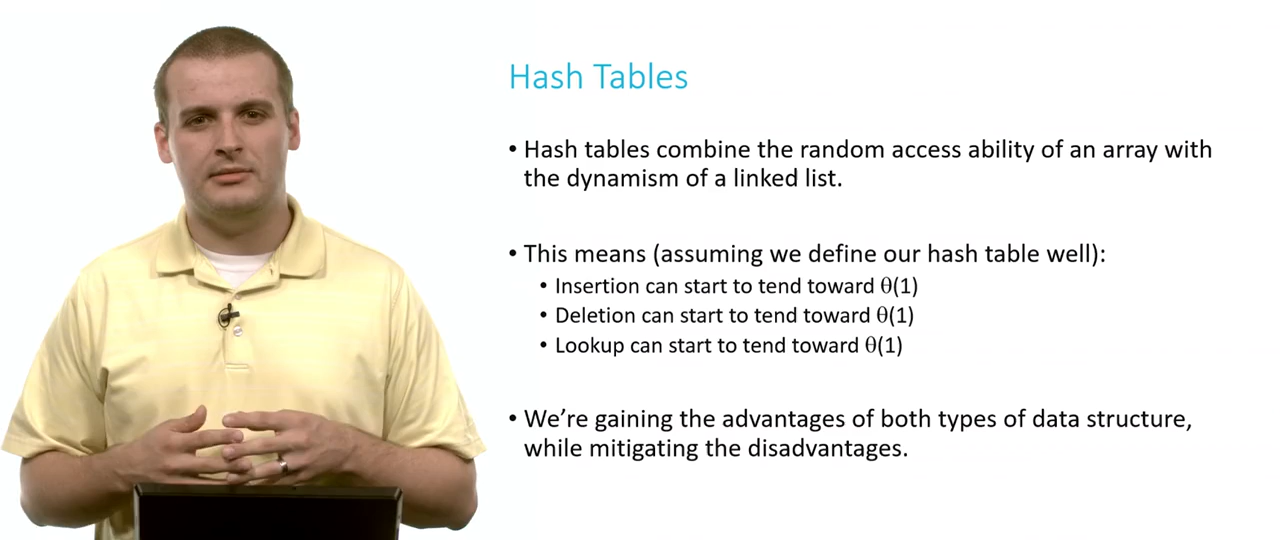 Hash Tables
• Hash tables combine the random access ability of an array with
the dynamism of a linked list.
• This means (assuming we define our hash table well):
• Insertion can start to tend toward θ(1)
• Deletion can start to tend toward θ(1)
• Lookup can start to tend toward θ(1)
• We’re gaining the advantages of both types of data structure,
while mitigating the disadvantages.